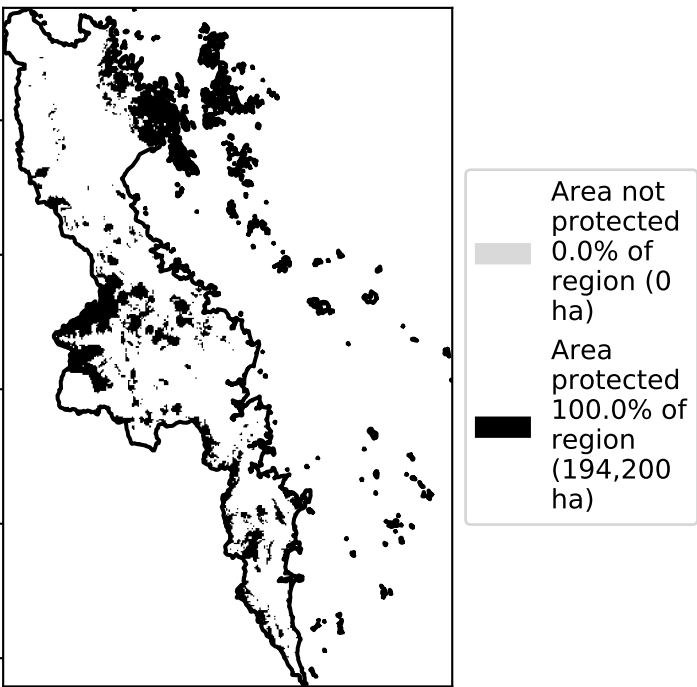 Area not
protected
0.0% of
region (0
ha)
Area
protected
100.0% of
region
(194,200
ha)